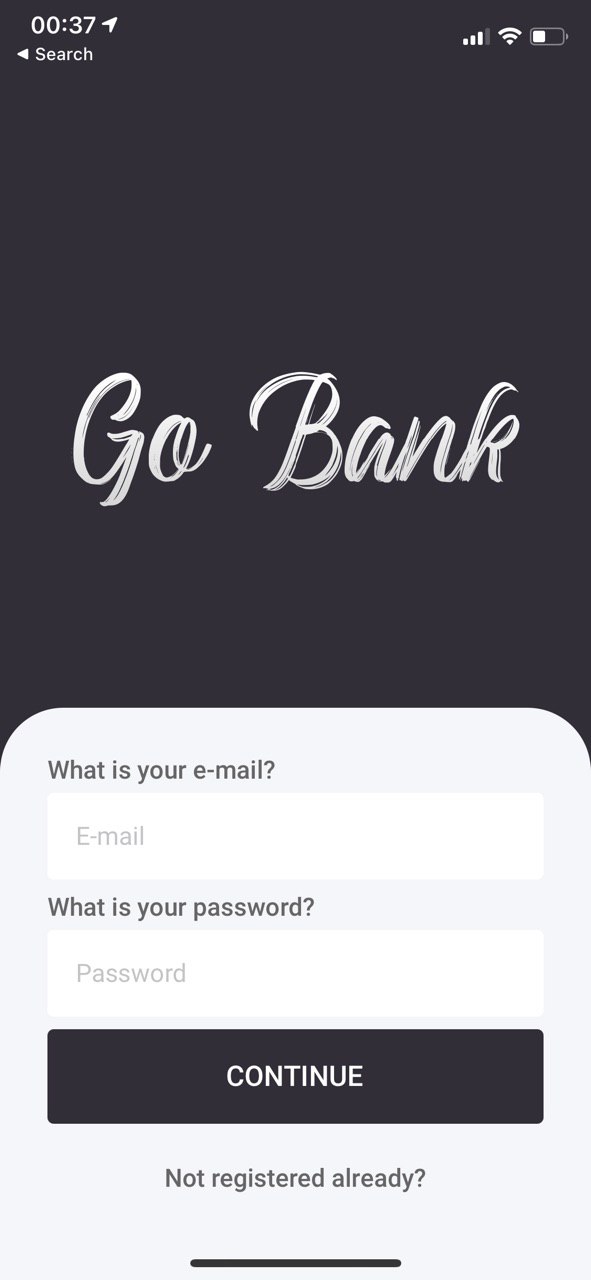 00:37
◀ Search
Go Bank
What is your e-mail?
E-mail
What is your password?
Password
CONTINUE
Not registered already?